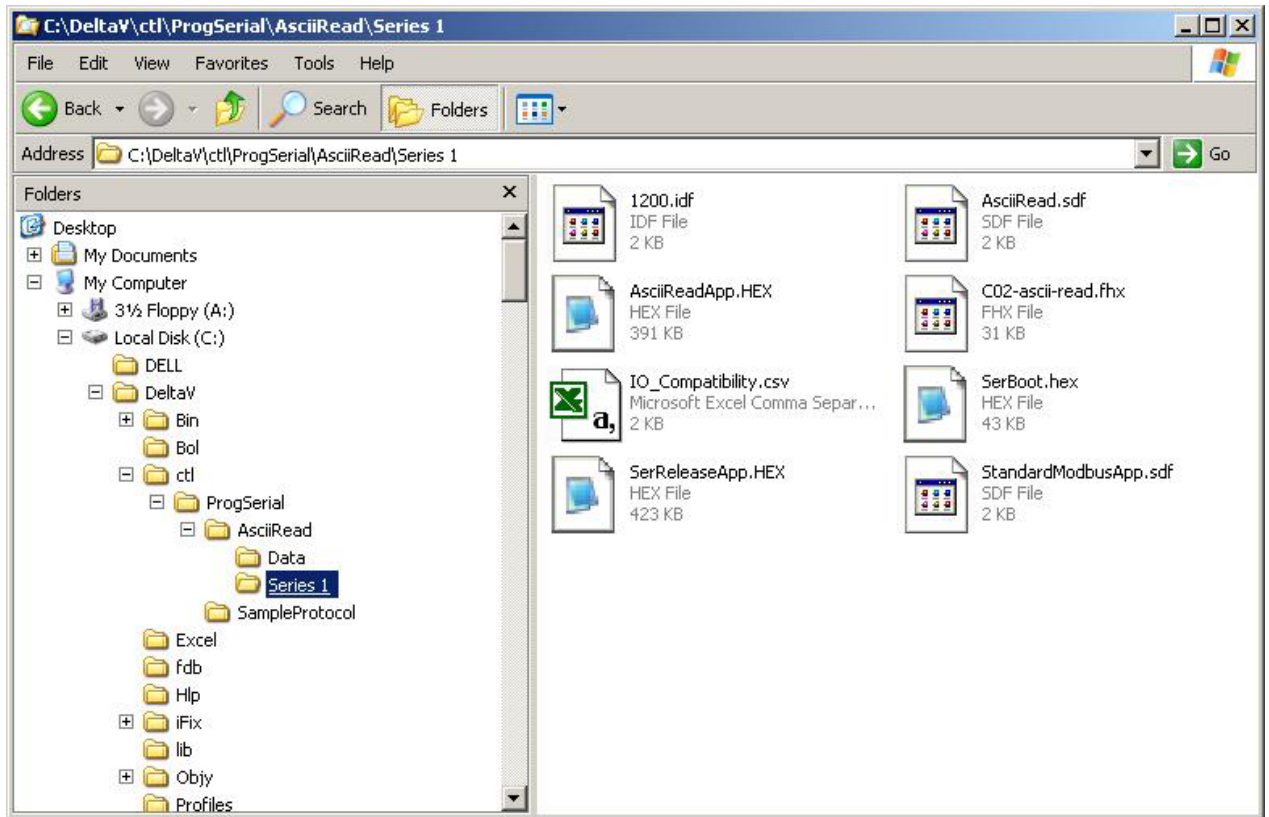 C:\DeltaV\ctl\ProgSerial\AsciiRead\Series 1
File Edit View Favorites Tools Help
Back Search Folders
Address C:\DeltaV\ctl\ProgSerial\AsciiRead\Series 1 Go
Folders
Desktop
My Documents
My Computer
3½ Floppy (A:)
Local Disk (C:)
DELL
DeltaV
Bin
Bol
ctl
ProgSerial
AsciiRead
Data
Series 1
SampleProtocol
Excel
fdb
Hlp
iFix
lib
Objy
Profiles
1200.idf
IDF File
2 KB
AsciiRead.sdf
SDF File
2 KB
AsciiReadApp.HEX
HEX File
391 KB
C02-ascii-read.fhx
FHX File
31 KB
IO_Compatibility.csv
Microsoft Excel Comma Separ...
2 KB
SerBoot.hex
HEX File
43 KB
SerReleaseApp.HEX
HEX File
423 KB
StandardModbusApp.sdf
SDF File
2 KB